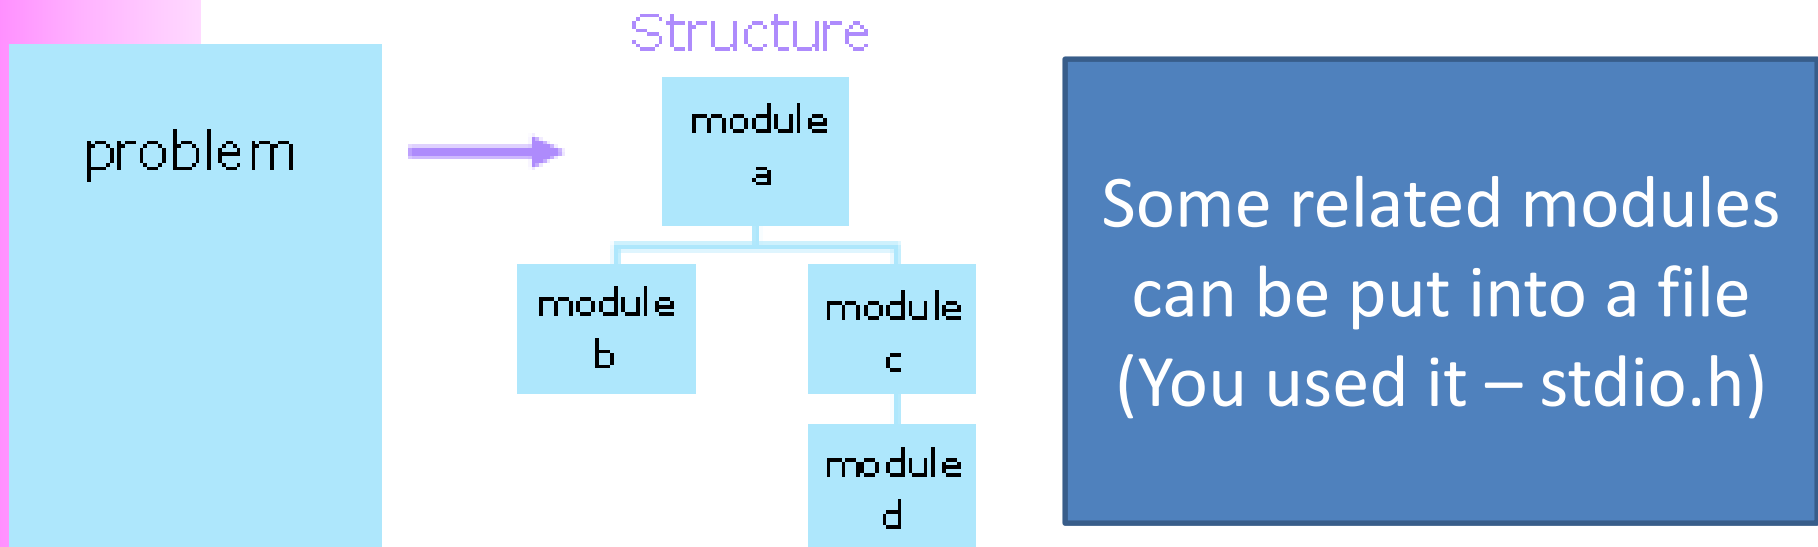 problem
Structure
module
a
module
b
module
c
module
d
Some related modules
can be put into a file
(You used it – stdio.h)